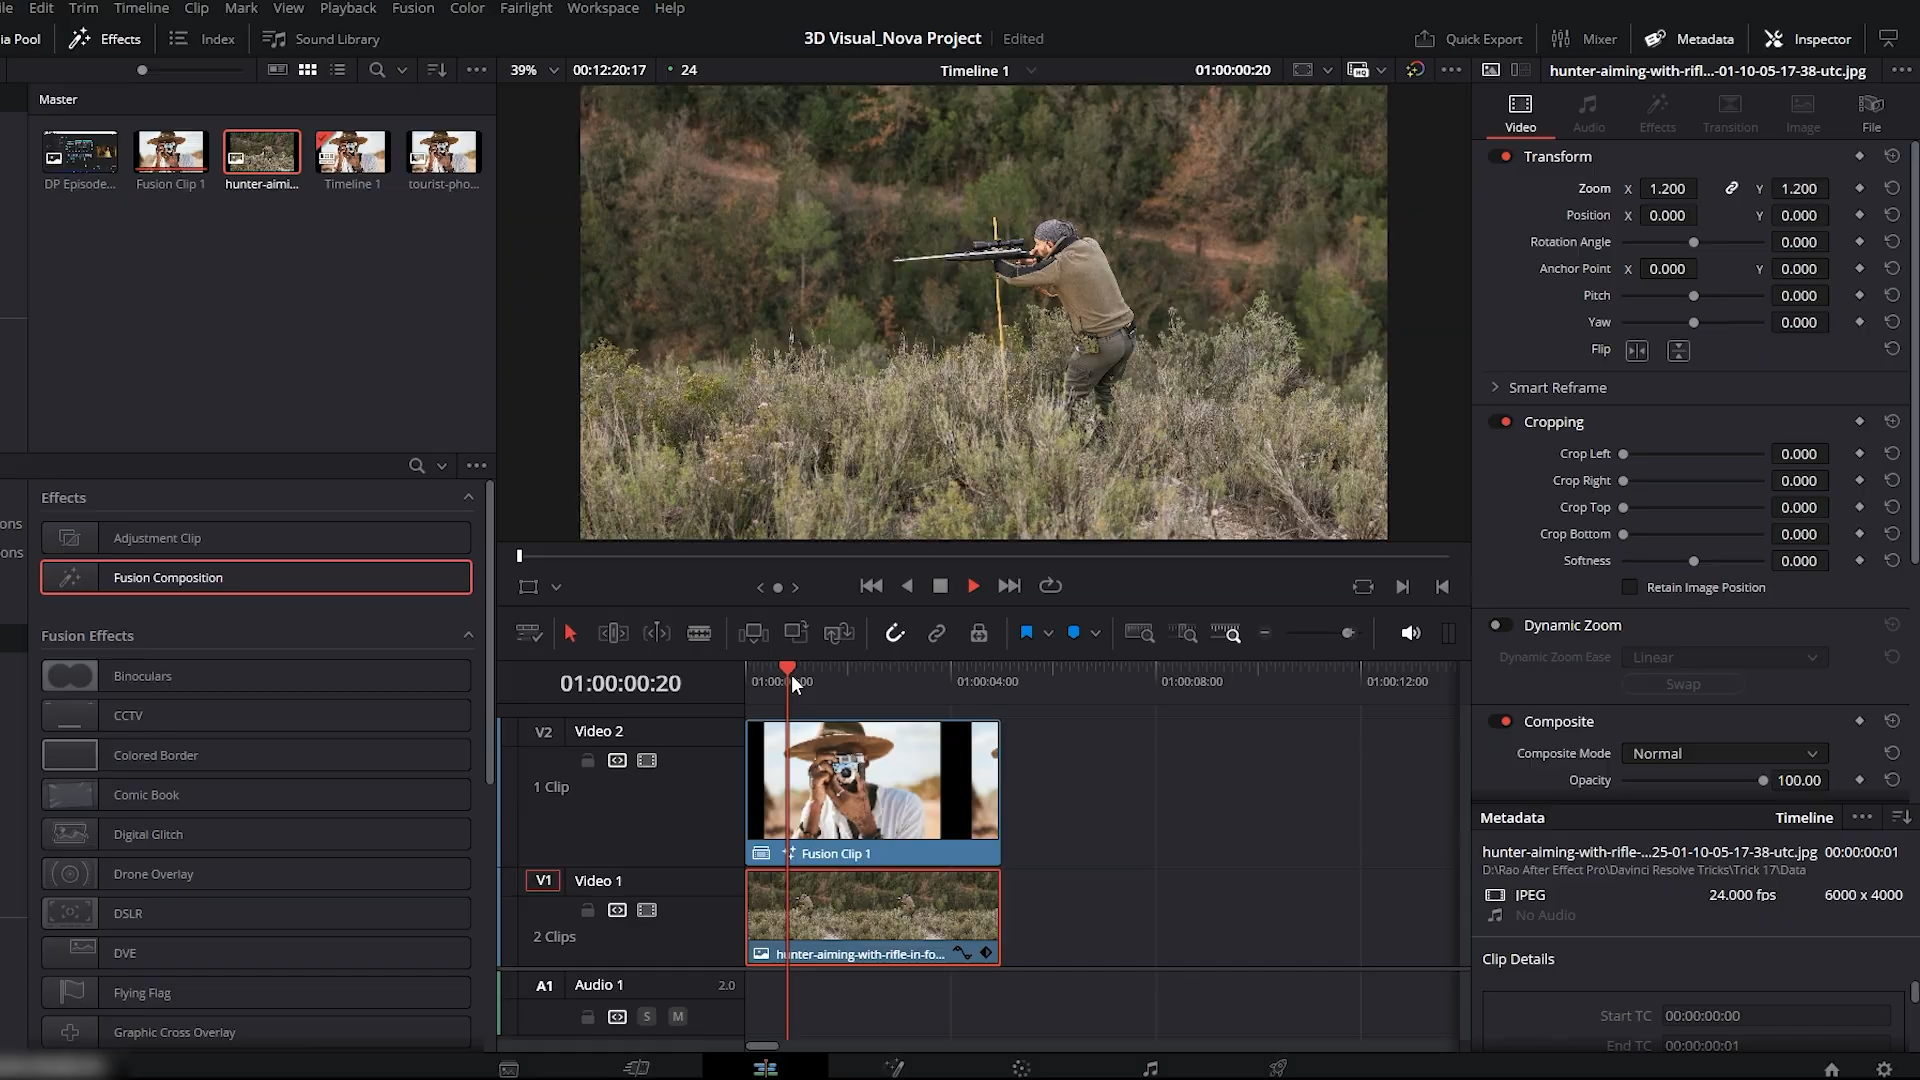 ile Edit Trim Timeline Clip Mark View Playback Fusion Color Fairlight Workspace Help
ia Pool Effects Index Sound Library 3D Visual_Nova Project Edited Quick Export Mixer Metadata Inspector
39% 00:12:20:17 24 Timeline 1 01:00:00:20 HQ hunter-aiming-with-rifl...-01-10-05-17-38-utc.jpg
Master
DP Episode... Fusion Clip 1 hunter-aimi... Timeline 1 tourist-pho...
Video Audio Effects Transition Image File
Transform
Zoom X 1.200 Y 1.200
Position X 0.000 Y 0.000
Rotation Angle 0.000
Anchor Point X 0.000 Y 0.000
Pitch 0.000
Yaw 0.000
Flip
Smart Reframe
Cropping
Crop Left 0.000
Crop Right 0.000
Crop Top 0.000
Crop Bottom 0.000
Softness 0.000
Retain Image Position
Dynamic Zoom
Dynamic Zoom Ease Linear
Swap
Composite
Composite Mode Normal
Opacity 100.00
Effects
ons
ons
Adjustment Clip
Fusion Composition
Fusion Effects
Binoculars
CCTV
Colored Border
Comic Book
Digital Glitch
Drone Overlay
DSLR
DVE
Flying Flag
Graphic Cross Overlay
01:00:00:20 01:00:04:00 01:00:08:00 01:00:12:00
V2 Video 2
1 Clip
Fusion Clip 1
V1 Video 1
2 Clips
hunter-aiming-with-rifle-in-fo...
A1 Audio 1 2.0
S M
Metadata Timeline
hunter-aiming-with-rifle-...25-01-10-05-17-38-utc.jpg 00:00:00:01
D:\Rao After Effect Pro\Davinci Resolve Tricks\Trick 17\Data
JPEG 24.000 fps 6000 x 4000
No Audio
Clip Details
Start TC 00:00:00:00
End TC 00:00:00:01